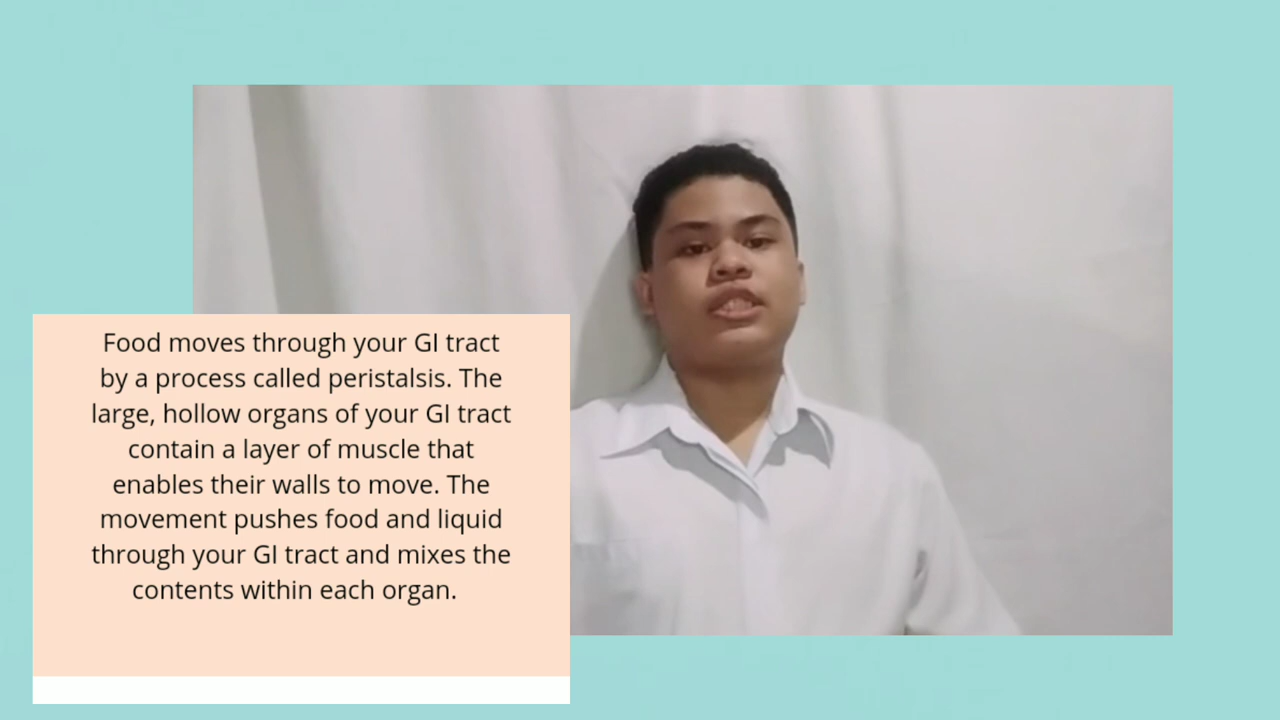 Food moves through your GI tract
by a process called peristalsis. The
large, hollow organs of your GI tract
contain a layer of muscle that
enables their walls to move. The
movement pushes food and liquid
through your GI tract and mixes the
contents within each organ.